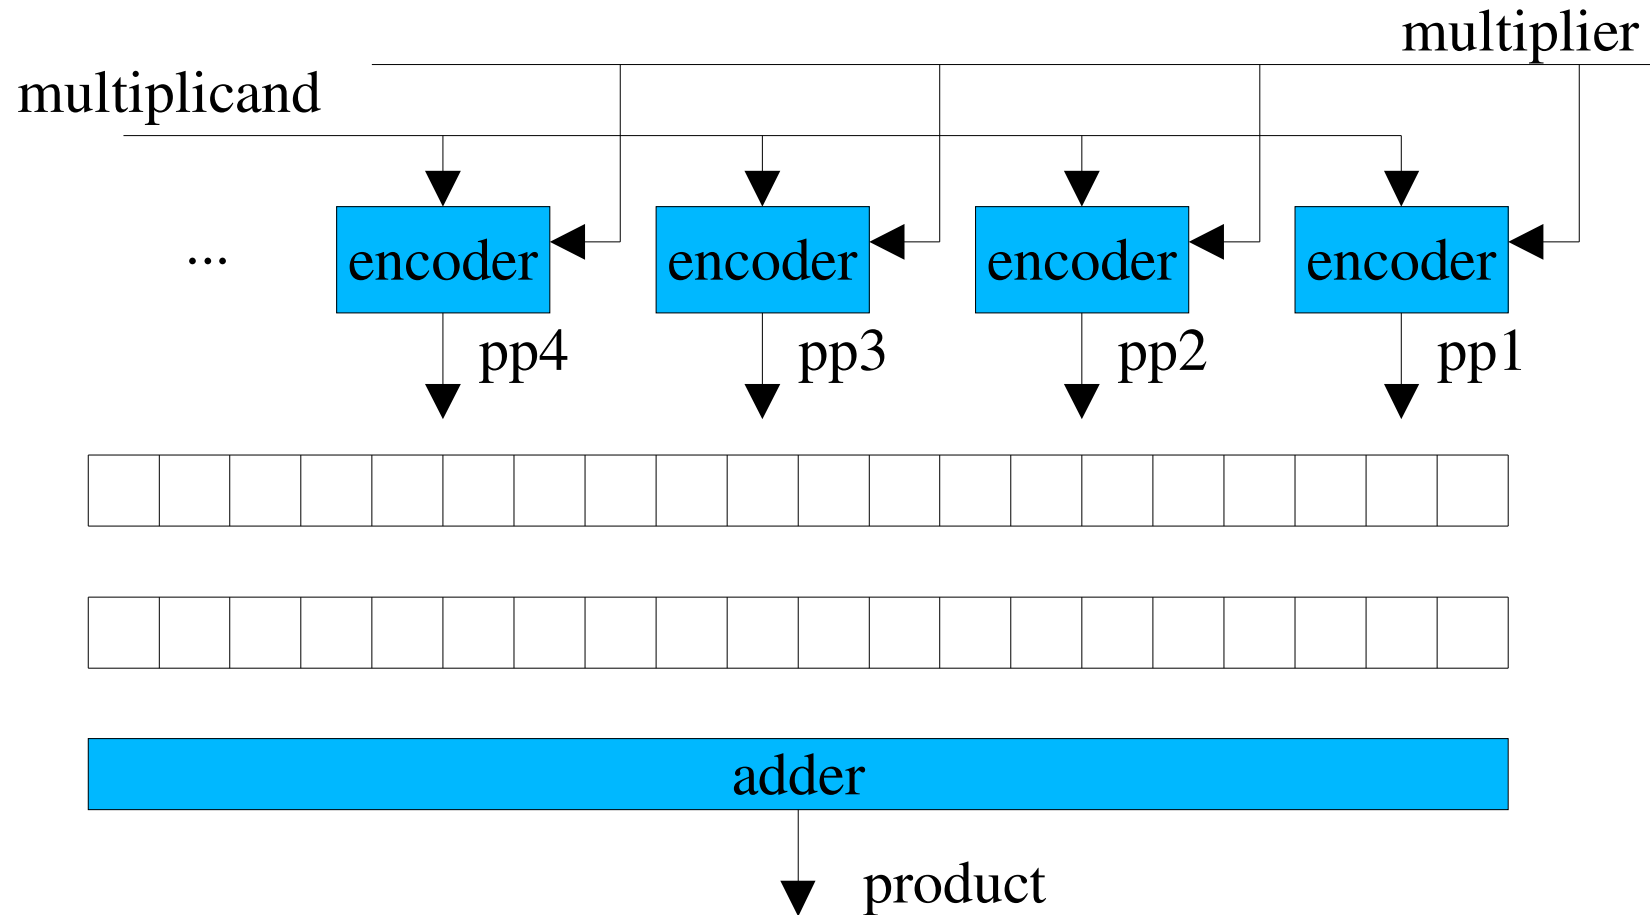 multiplier
multiplicand
... encoder encoder encoder encoder
pp4 pp3 pp2 pp1
adder
product